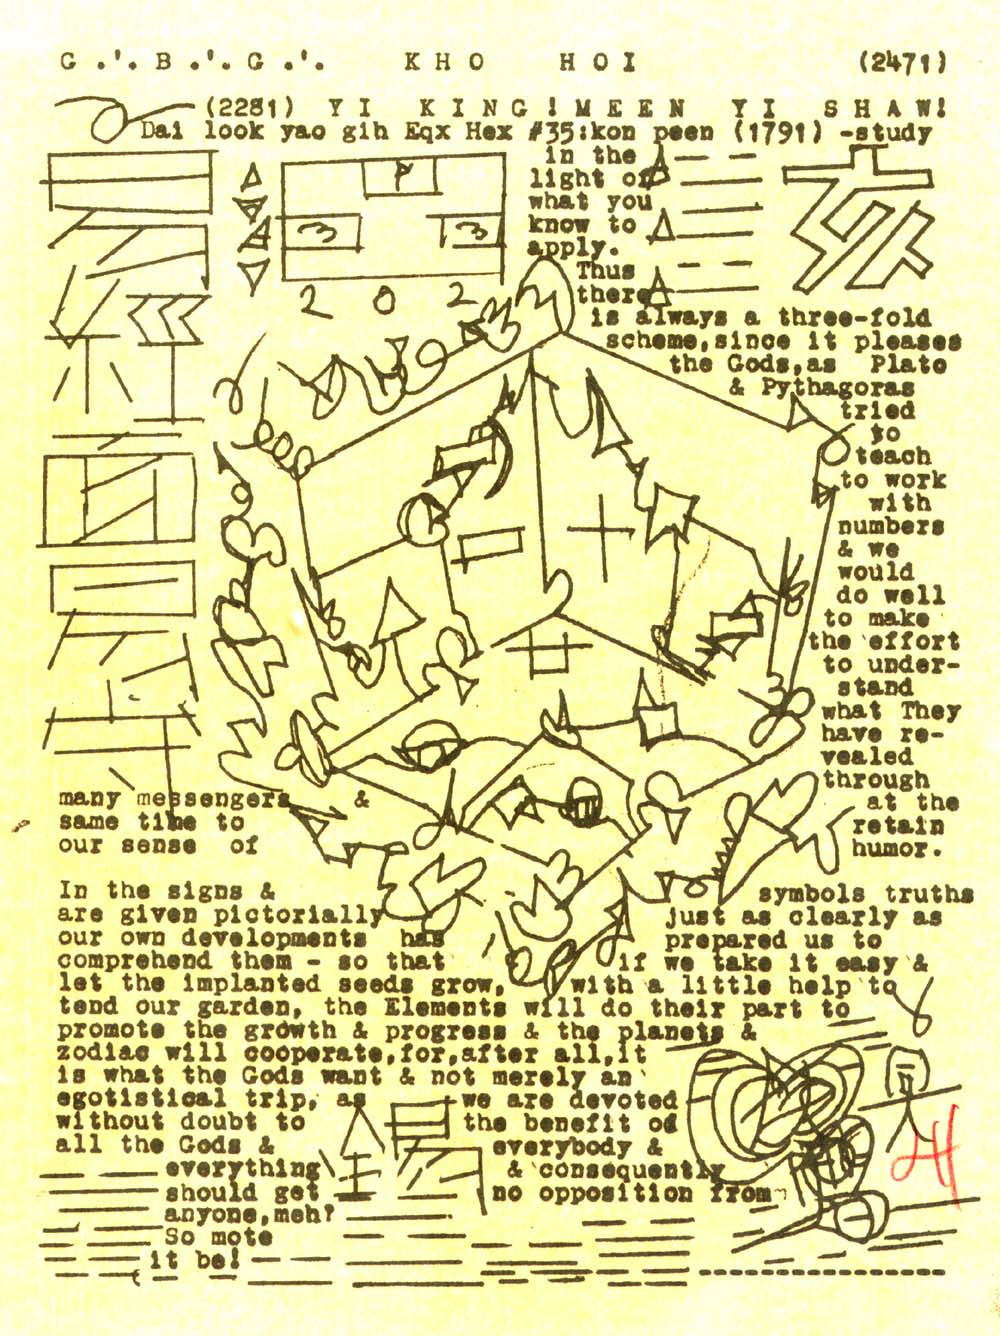 G .'. B .'. G .'. KHO HOI (2471)
(2281) YI KING! MEEN YI SHAW!
Dai look yao gih Eqx Hex #35:kon peen (1791) -study
in the
light of
what you
know to
apply.
Thus
there
is always a three-fold
scheme,since it pleases
the Gods,as Plato
& Pythagoras
tried
to
teach
to work
with
numbers
& we
would
do well
to make
the effort
to under-
stand
what They
have re-
vealed
through
many messengers & at the
same time to retain
our sense of humor.
In the signs & symbols truths
are given pictorially just as clearly as
our own developments has prepared us to
comprehend them - so that if we take it easy &
let the implanted seeds grow, with a little help to
tend our garden, the Elements will do their part to
promote the growth & progress & the planets &
zodiac will cooperate,for,after all,it
is what the Gods want & not merely an
egotistical trip, as we are devoted
without doubt to the benefit of
all the Gods & everybody &
everything & consequently
should get no opposition from
anyone,meh?
So mote
it be!
3 3
2 0 2